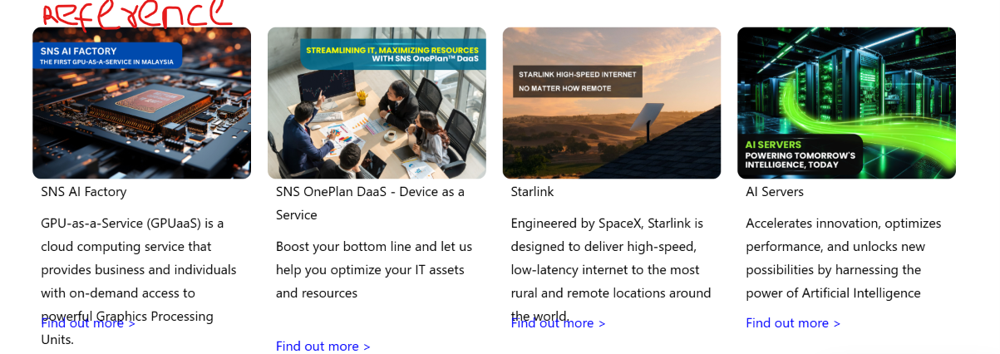 Reference
SNS AI FACTORY
THE FIRST GPU-AS-A-SERVICE IN MALAYSIA
SNS AI Factory
GPU-as-a-Service (GPUaaS) is a
cloud computing service that
provides business and individuals
with on-demand access to
powerful Graphics Processing
Units.
Find out more >
STREAMLINING IT, MAXIMIZING RESOURCES
WITH SNS OnePlan™ DaaS
SNS OnePlan DaaS - Device as a
Service
Boost your bottom line and let us
help you optimize your IT assets
and resources
Find out more >
STARLINK HIGH-SPEED INTERNET
NO MATTER HOW REMOTE
Starlink
Engineered by SpaceX, Starlink is
designed to deliver high-speed,
low-latency internet to the most
rural and remote locations around
the world.
Find out more >
AI SERVERS
POWERING TOMORROW'S
INTELLIGENCE, TODAY
AI Servers
Accelerates innovation, optimizes
performance, and unlocks new
possibilities by harnessing the
power of Artificial Intelligence
Find out more >